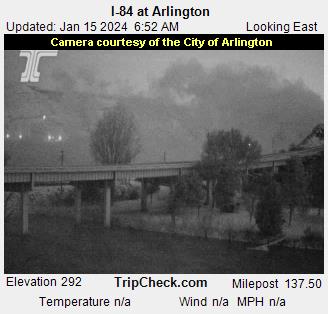 I-84 at Arlington
Updated: Jan 15 2024 6:52 AM Looking East
Camera courtesy of the City of Arlington
Elevation 292 TripCheck.com Milepost 137.50
Temperature n/a Wind n/a MPH n/a